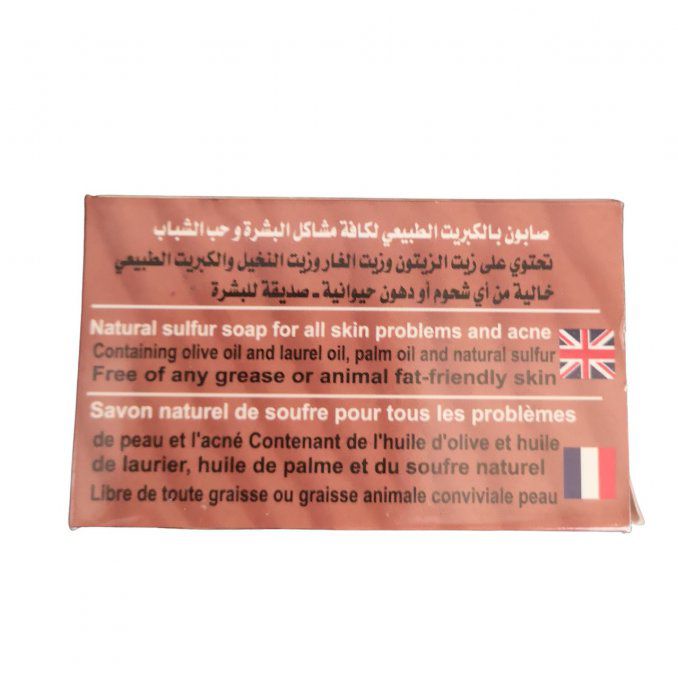 صابون بالكبريت الطبيعي لكافة مشاكل البشرة و حب الشباب
تحتوي على زيت الزيتون وزيت الغار وزيت النخيل والكبريت الطبيعي
خالية من أي شحوم أو دهون حيوانية - صديقة للبشرة
Natural sulfur soap for all skin problems and acne
Containing olive oil and laurel oil, palm oil and natural sulfur
Free of any grease or animal fat-friendly skin
Savon naturel de soufre pour tous les problèmes
de peau et l'acné Contenant de l'huile d'olive et huile
de laurier, huile de palme et du soufre naturel
Libre de toute graisse ou graisse animale conviviale peau